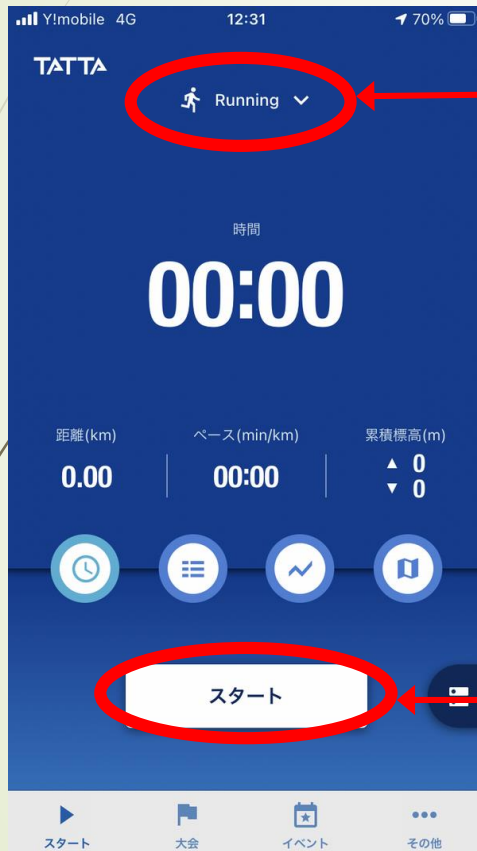 Y!mobile 4G 12:31 70%
TATTA
Running
時間
00:00
距離(km) ペース(min/km) 累積標高(m)
0.00 00:00 ▲ 0
▼ 0
スタート
スタート 大会 イベント その他